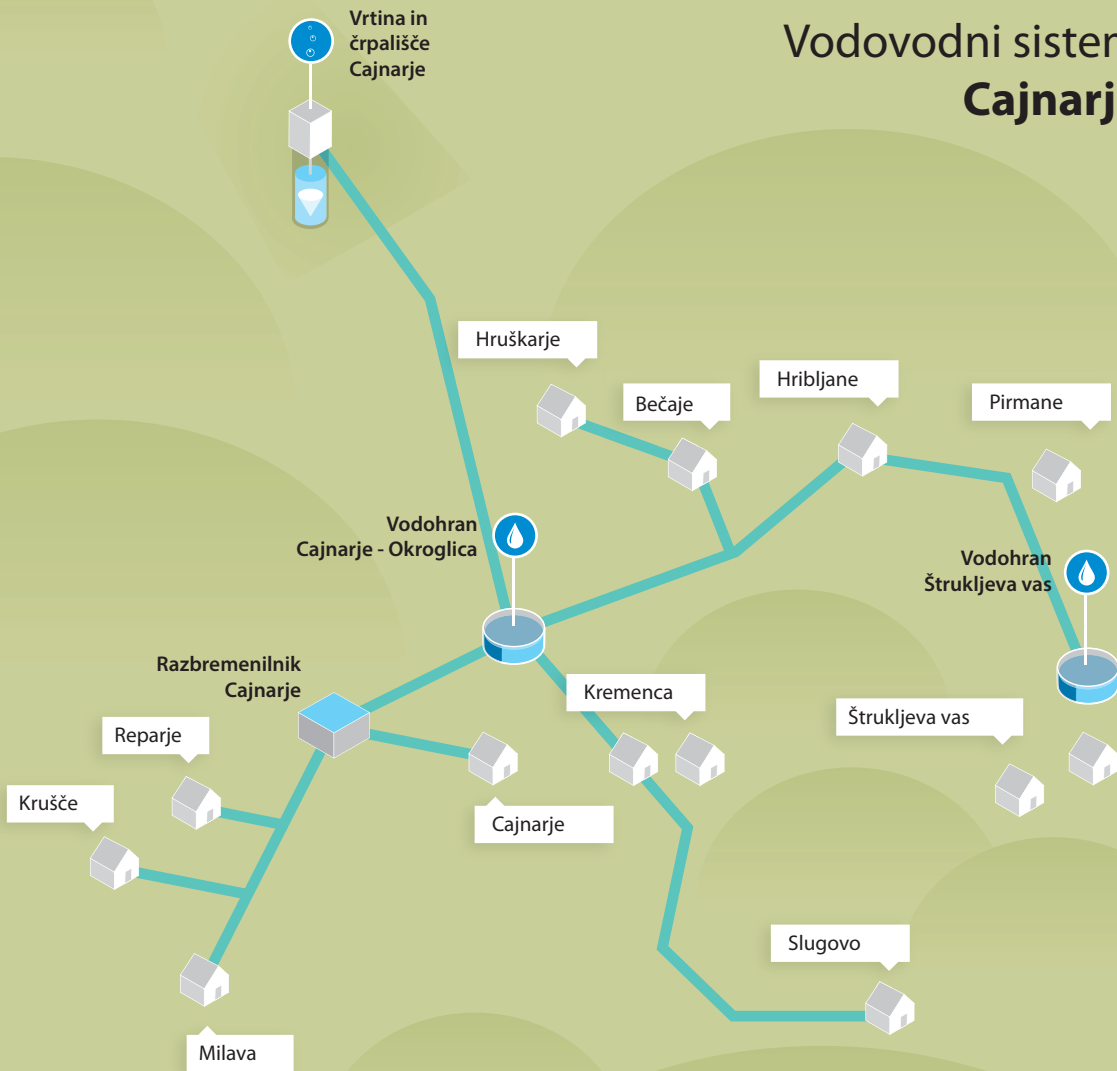 Vrtina in
črpališče
Cajnarje
Vodovodni sistem
Cajnarj
Hruškarje
Bečaje
Hribljane
Pirmane
Vodohran
Cajnarje - Okroglica
Vodohran
Štrukljeva vas
Razbremenilnik
Cajnarje
Kremenca
Štrukljeva vas
Reparje
Krušče
Cajnarje
Slugovo
Milava